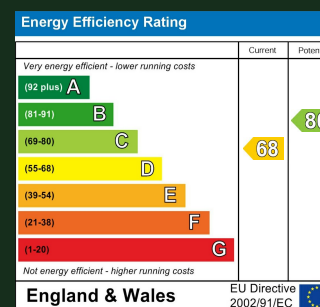 Energy Efficiency Rating
Current
Very energy efficient - lower running costs
(92 plus) A
(81-91) B
(69-80) C
(55-68) D
(39-54) E
(21-38) F
(1-20) G
68
Not energy efficient - higher running costs
England & Wales
EU Directive
2002/91/EC